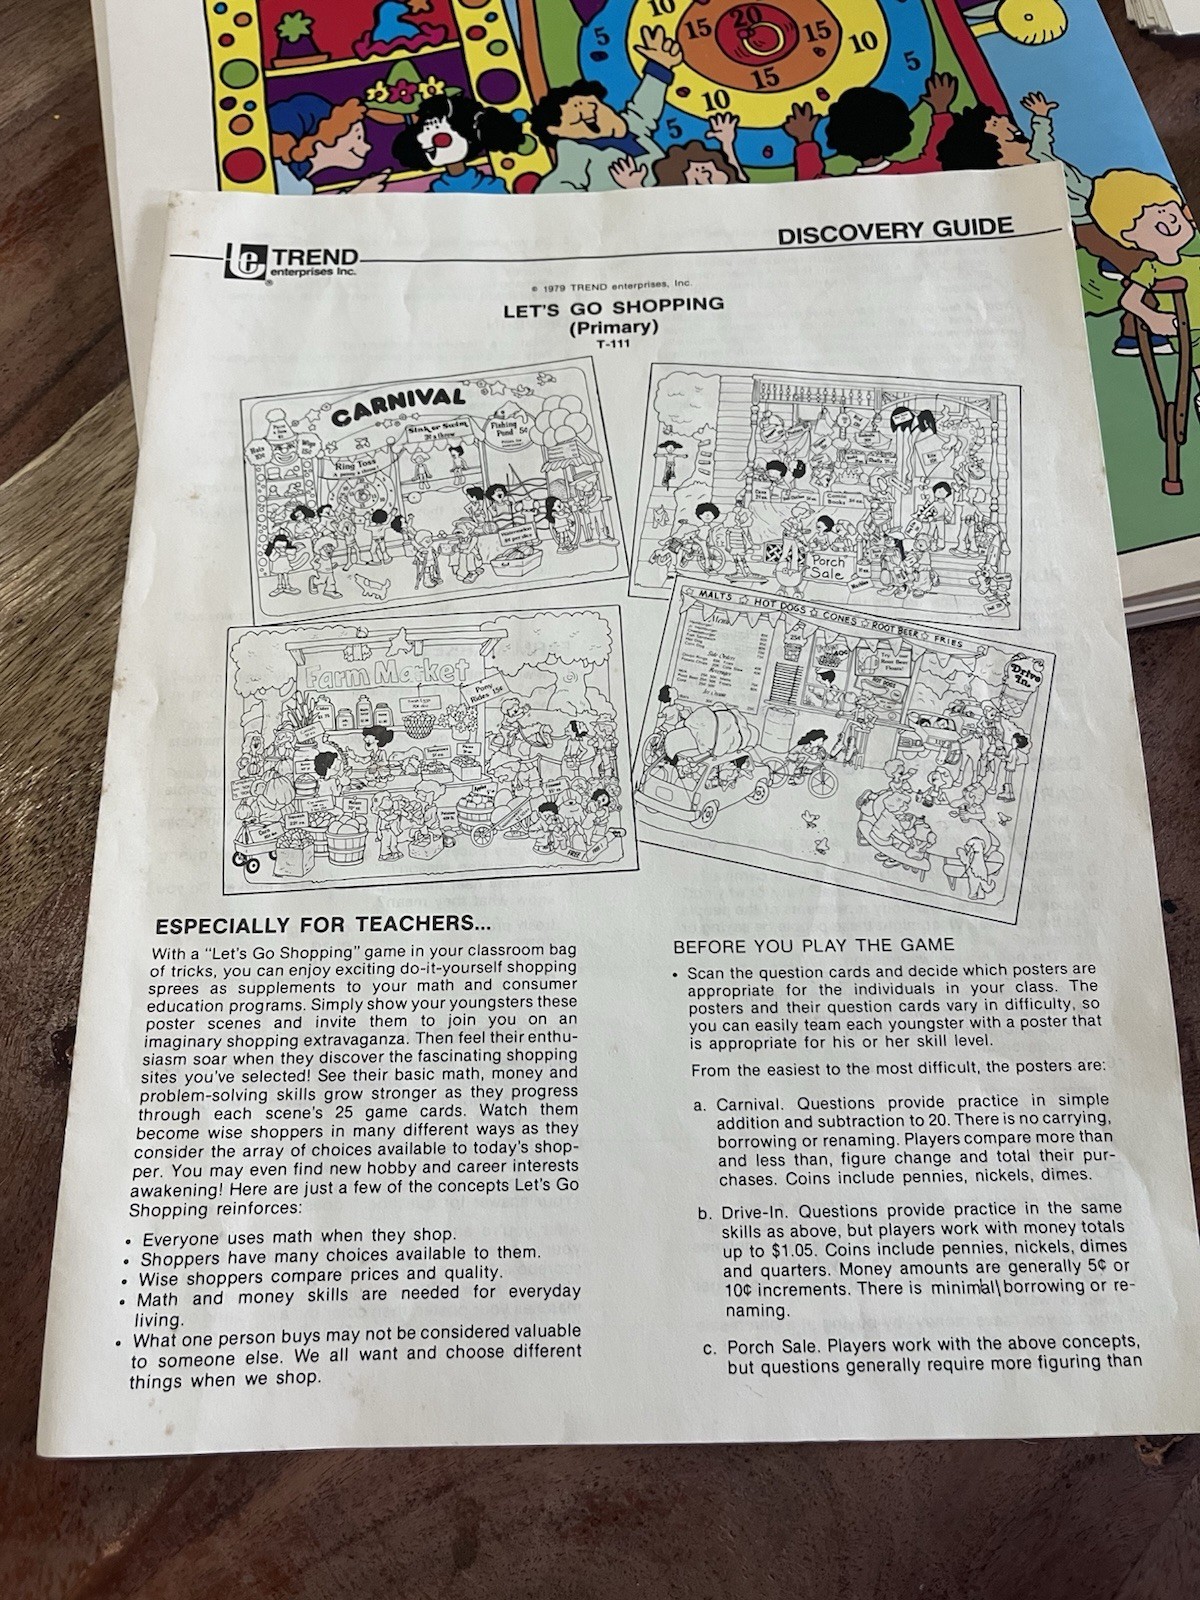 10
20
15
15
10
5
5
15
10
5
TREND
enterprises Inc.
DISCOVERY GUIDE
© 1979 TREND enterprises, Inc.
LET'S GO SHOPPING
(Primary)
T-111
CARNIVAL
Hats
Wigs
Ring Toss
Sink or Swim
Fishing
Pond 5¢
Porch
Sale
Farm Market
Pony
Rides 15¢
MALTS ☆ HOT DOGS ☆ CONES ☆ ROOT BEER ☆ FRIES
Menu
Side Orders
25¢
Drive
In
ESPECIALLY FOR TEACHERS...
With a “Let's Go Shopping” game in your classroom bag
of tricks, you can enjoy exciting do-it-yourself shopping
sprees as supplements to your math and consumer
education programs. Simply show your youngsters these
poster scenes and invite them to join you on an
imaginary shopping extravaganza. Then feel their enthu-
siasm soar when they discover the fascinating shopping
sites you've selected! See their basic math, money and
problem-solving skills grow stronger as they progress
through each scene's 25 game cards. Watch them
become wise shoppers in many different ways as they
consider the array of choices available to today's shop-
per. You may even find new hobby and career interests
awakening! Here are just a few of the concepts Let's Go
Shopping reinforces:
• Everyone uses math when they shop.
• Shoppers have many choices available to them.
• Wise shoppers compare prices and quality.
• Math and money skills are needed for everyday
living.
• What one person buys may not be considered valuable
to someone else. We all want and choose different
things when we shop.
BEFORE YOU PLAY THE GAME
• Scan the question cards and decide which posters are
appropriate for the individuals in your class. The
posters and their question cards vary in difficulty, so
you can easily team each youngster with a poster that
is appropriate for his or her skill level.
From the easiest to the most difficult, the posters are:
a. Carnival. Questions provide practice in simple
addition and subtraction to 20. There is no carrying,
borrowing or renaming. Players compare more than
and less than, figure change and total their pur-
chases. Coins include pennies, nickels, dimes.
b. Drive-In. Questions provide practice in the same
skills as above, but players work with money totals
up to $1.05. Coins include pennies, nickels, dimes
and quarters. Money amounts are generally 5¢ or
10¢ increments. There is minimal borrowing or re-
naming.
c. Porch Sale. Players work with the above concepts,
but questions generally require more figuring than